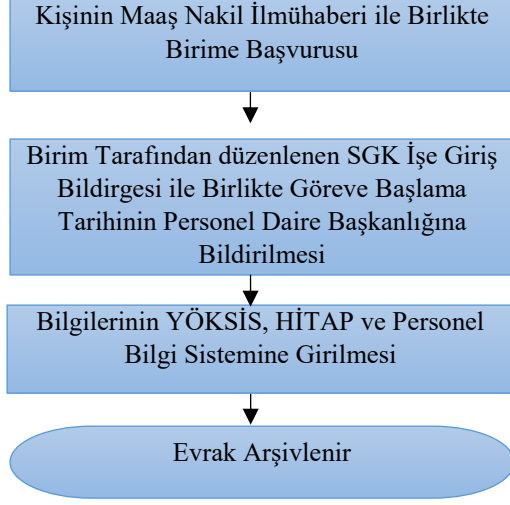 Kişinin Maaş Nakil İlmühaberi ile Birlikte
Birime Başvurusu
Birim Tarafından düzenlenen SGK İşe Giriş
Bildirgesi ile Birlikte Göreve Başlama
Tarihinin Personel Daire Başkanlığına
Bildirilmesi
Bilgilerinin YÖKSİS, HİTAP ve Personel
Bilgi Sistemine Girilmesi
Evrak Arşivlenir